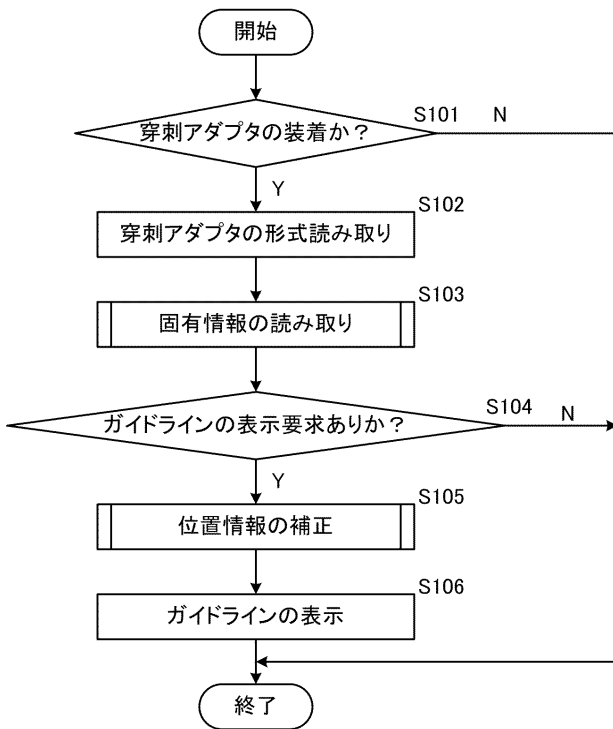 開始
穿刺アダプタの装着か？
S101
N
Y
S102
穿刺アダプタの形式読み取り
S103
固有情報の読み取り
ガイドラインの表示要求ありか？
S104
N
Y
S105
位置情報の補正
S106
ガイドラインの表示
終了